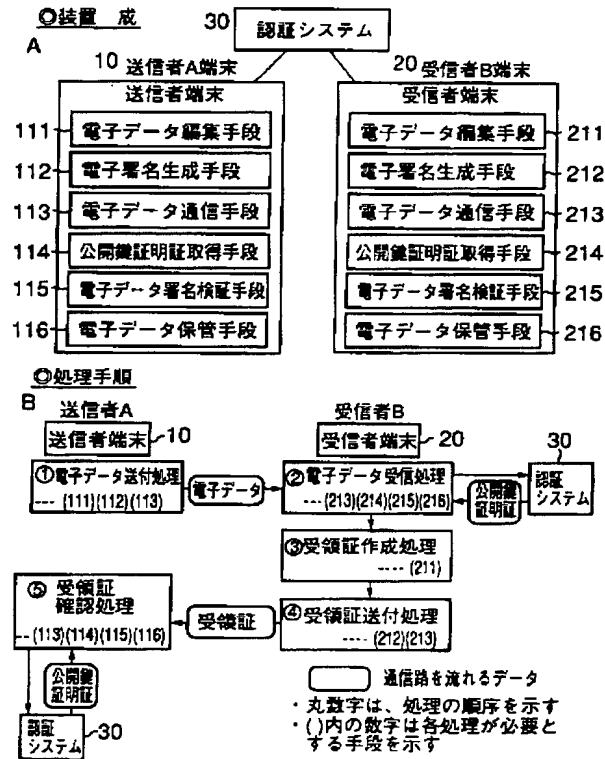 ◎装置 成
A
30
認証システム
10 送信者A端末
送信者端末
111 電子データ編集手段
112 電子署名生成手段
113 電子データ通信手段
114 公開鍵証明証取得手段
115 電子データ署名検証手段
116 電子データ保管手段
20 受信者B端末
受信者端末
電子データ編集手段 211
電子署名生成手段 212
電子データ通信手段 213
公開鍵証明証取得手段 214
電子データ署名検証手段 215
電子データ保管手段 216
◎処理手順
B
送信者A
送信者端末 10
受信者B
受信者端末 20
①電子データ送付処理
---- (111)(112)(113)
電子データ
②電子データ受信処理
---(213)(214)(215)(216)
公開鍵
証明証
30
認証
システム
③受領証作成処理
---- (211)
④受領証送付処理
---- (212)(213)
受領証
⑤ 受領証
確認処理
--(113)(114)(115)(116)
公開鍵
証明証
認証
システム 30
通信路を流れるデータ
・丸数字は、処理の順序を示す
・( )内の数字は各処理が必要と
する手段を示す